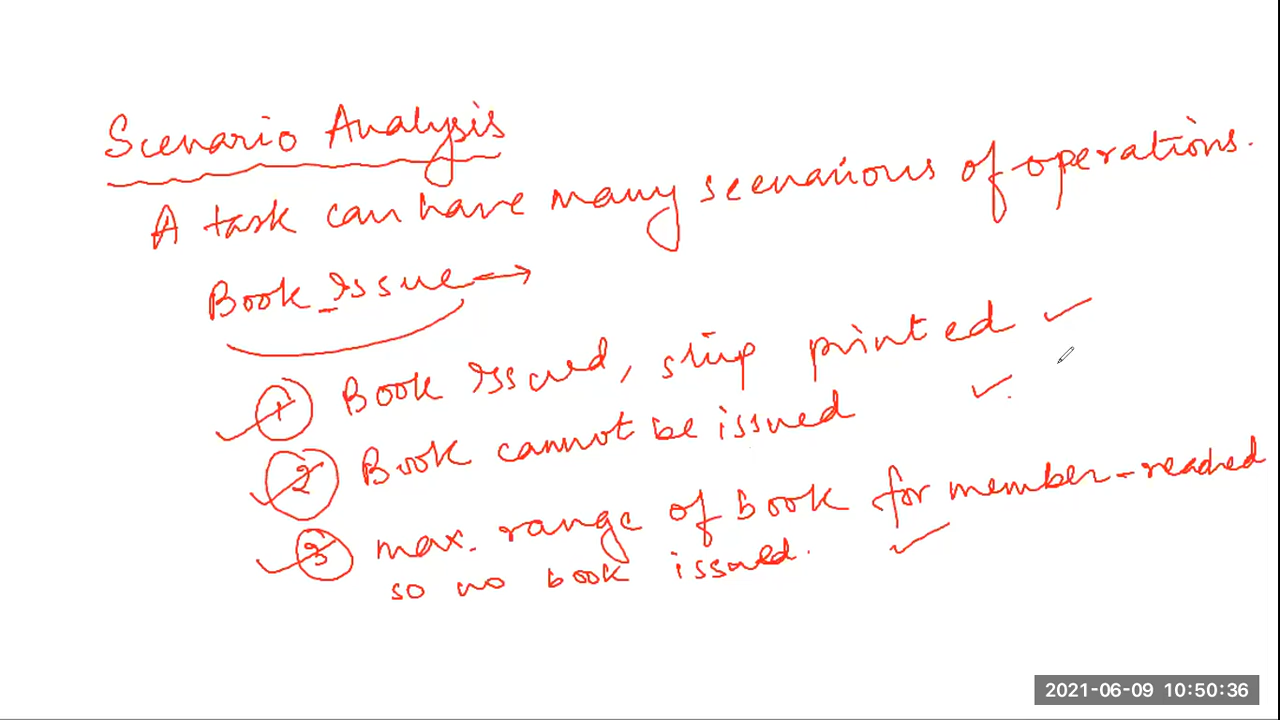 Scenario Analysis
A task can have many scenarious of operations.
Book_Issue →
① Book Issued, slip printed ✓
② Book cannot be issued ✓
③ max. range of book for member-reached
so no book issued. ✓
2021-06-09 10:50:36